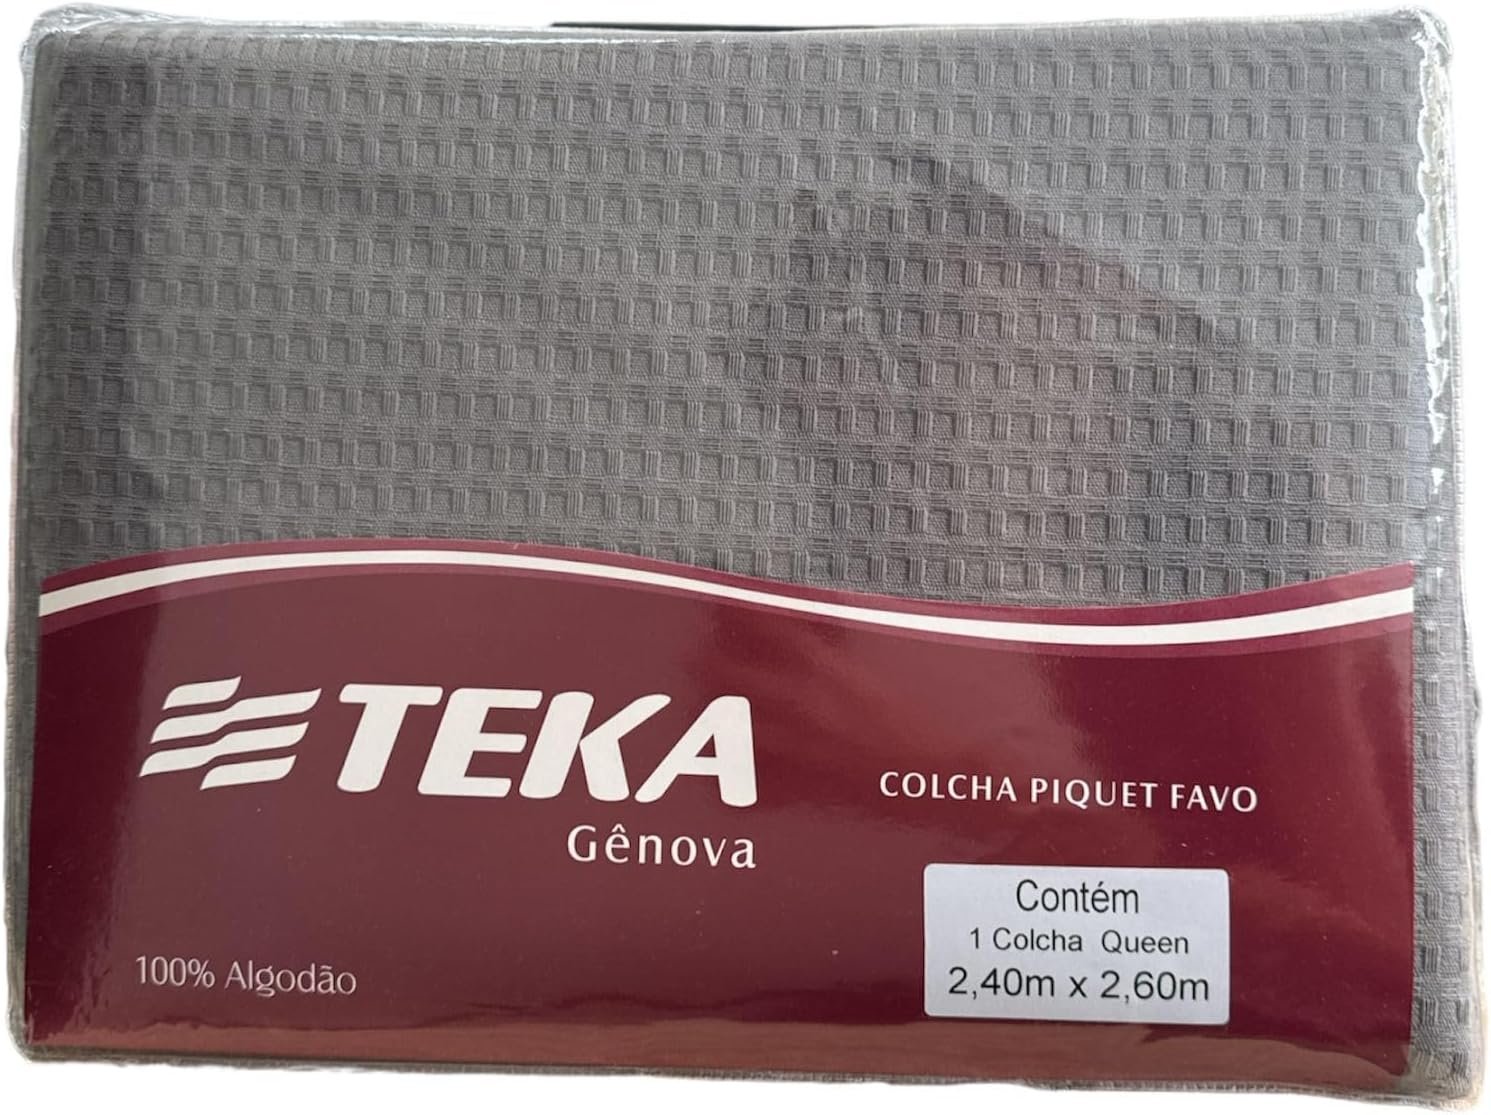 TEKA
Gênova
COLCHA PIQUET FAVO
Contém
1 Colcha Queen
2,40m x 2,60m
100% Algodão